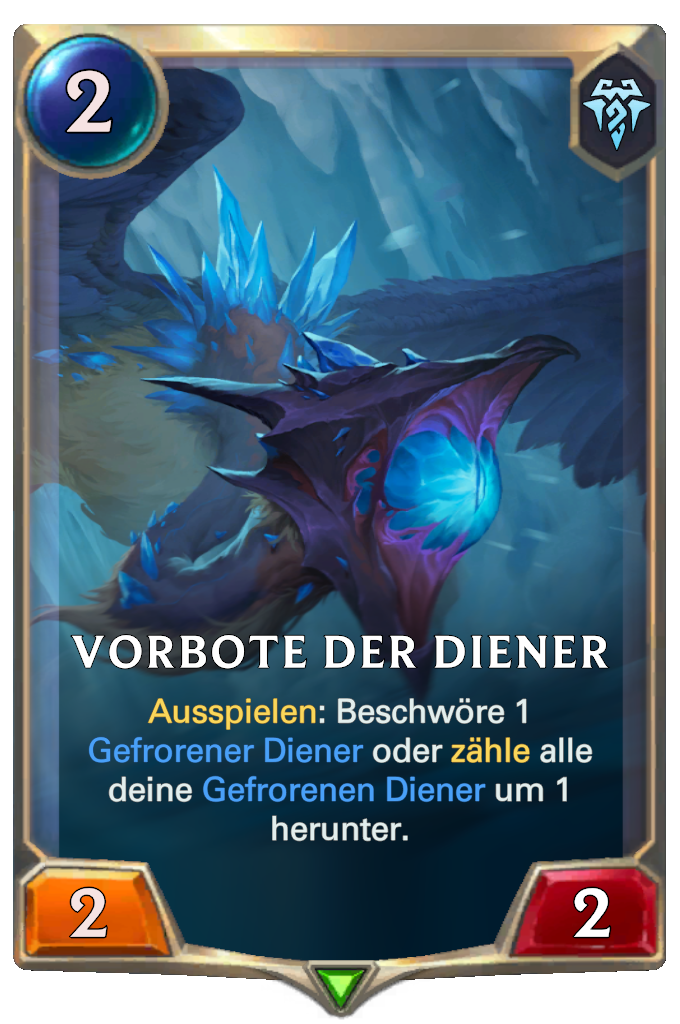 2
VORBOTE DER DIENER
Ausspielen: Beschwöre 1
Gefrorener Diener oder zähle alle
deine Gefrorenen Diener um 1
herunter.
2
2